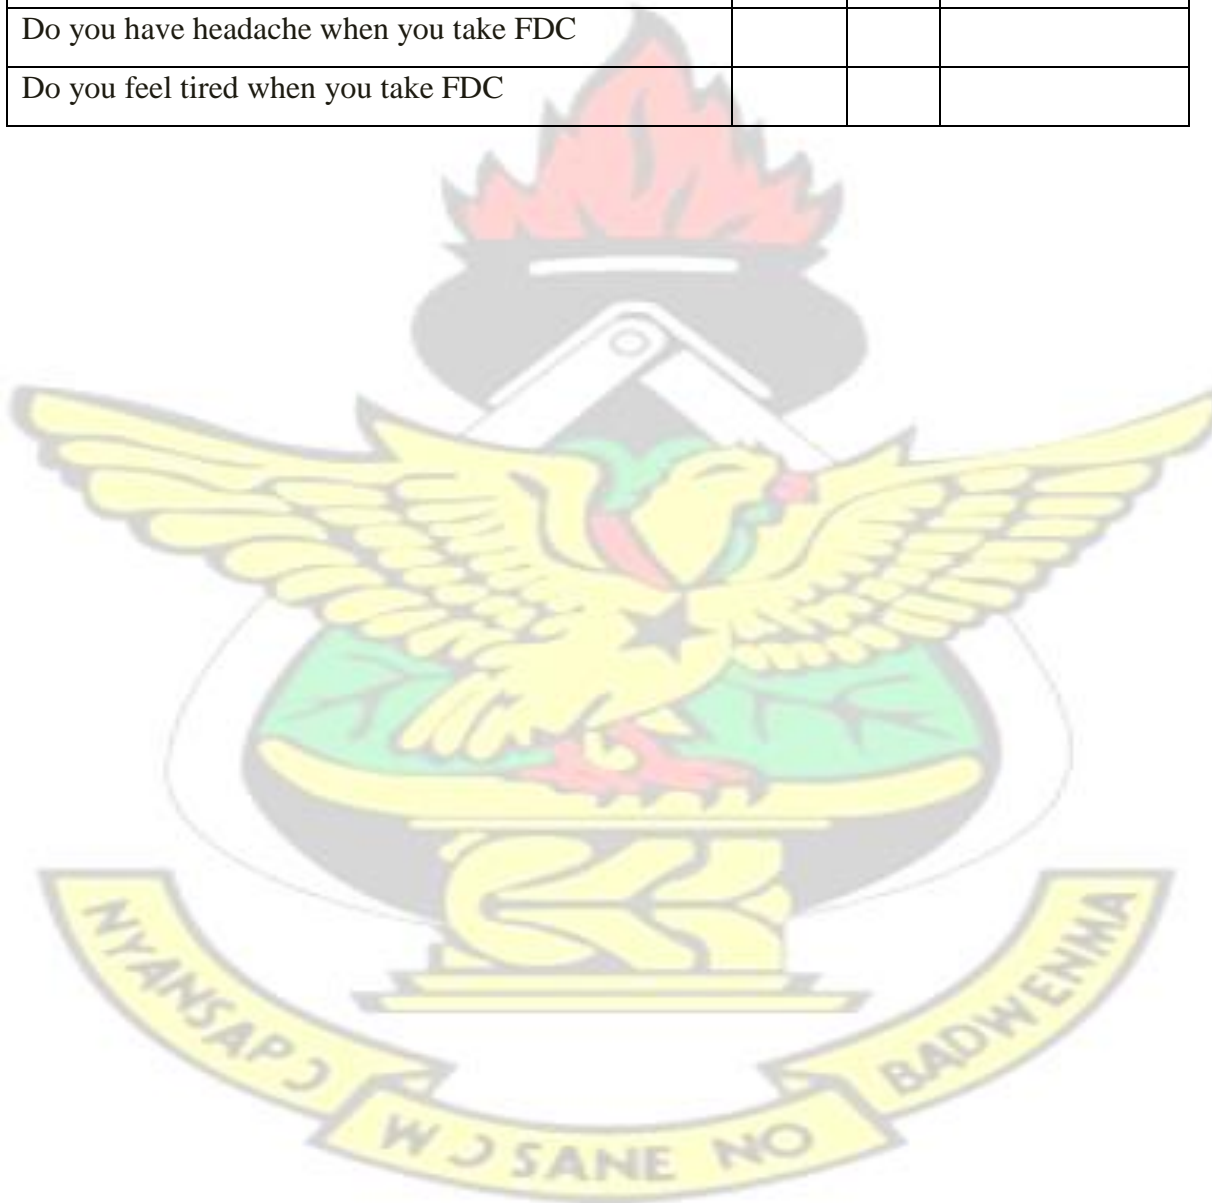 Do you have headache when you take FDC
Do you feel tired when you take FDC
NYANSAPƆ
WƆSANE NO
BADWENMA